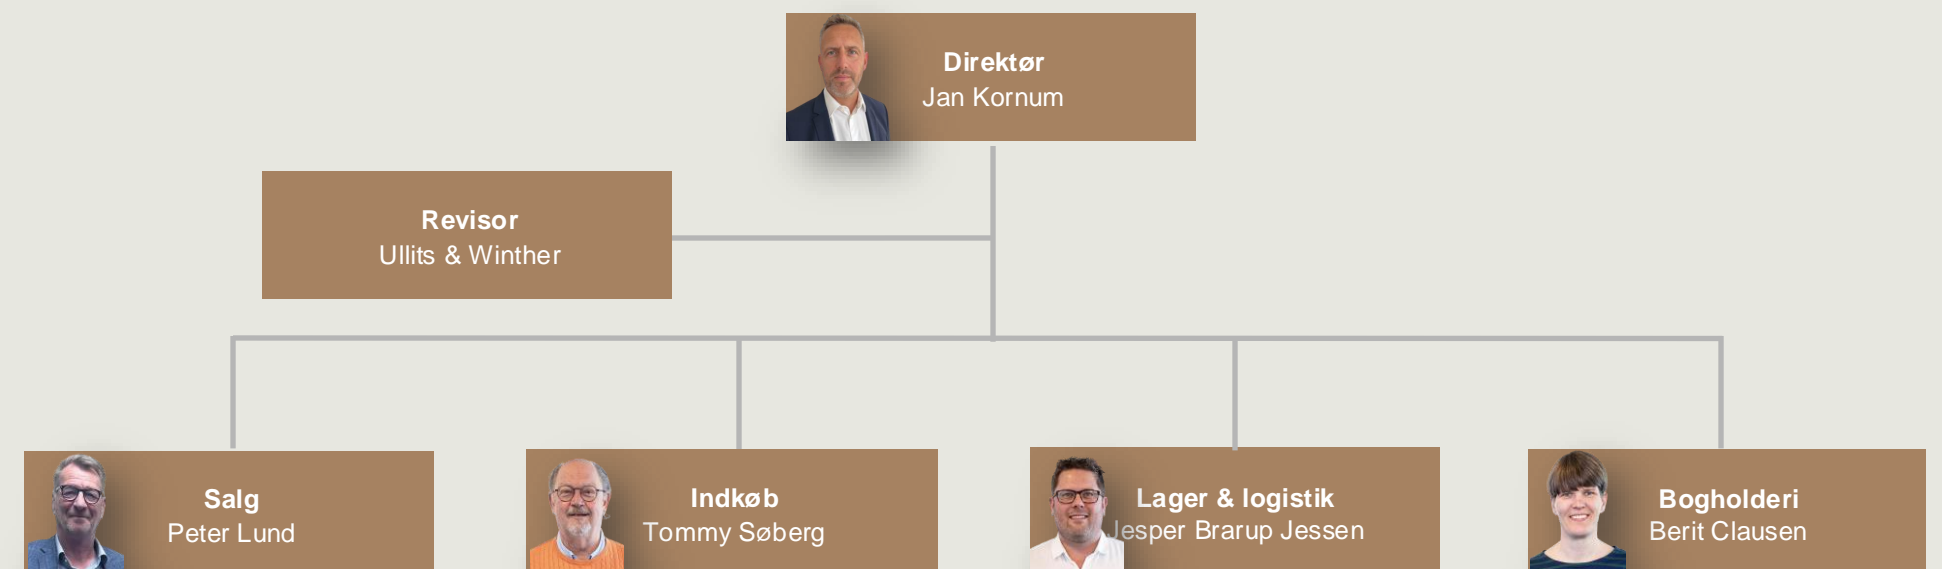 Direktør
Jan Kornum
Revisor
Ullits & Winther
Salg
Peter Lund
Indkøb
Tommy Søberg
Lager & logistik
Jesper Brarup Jessen
Bogholderi
Berit Clausen